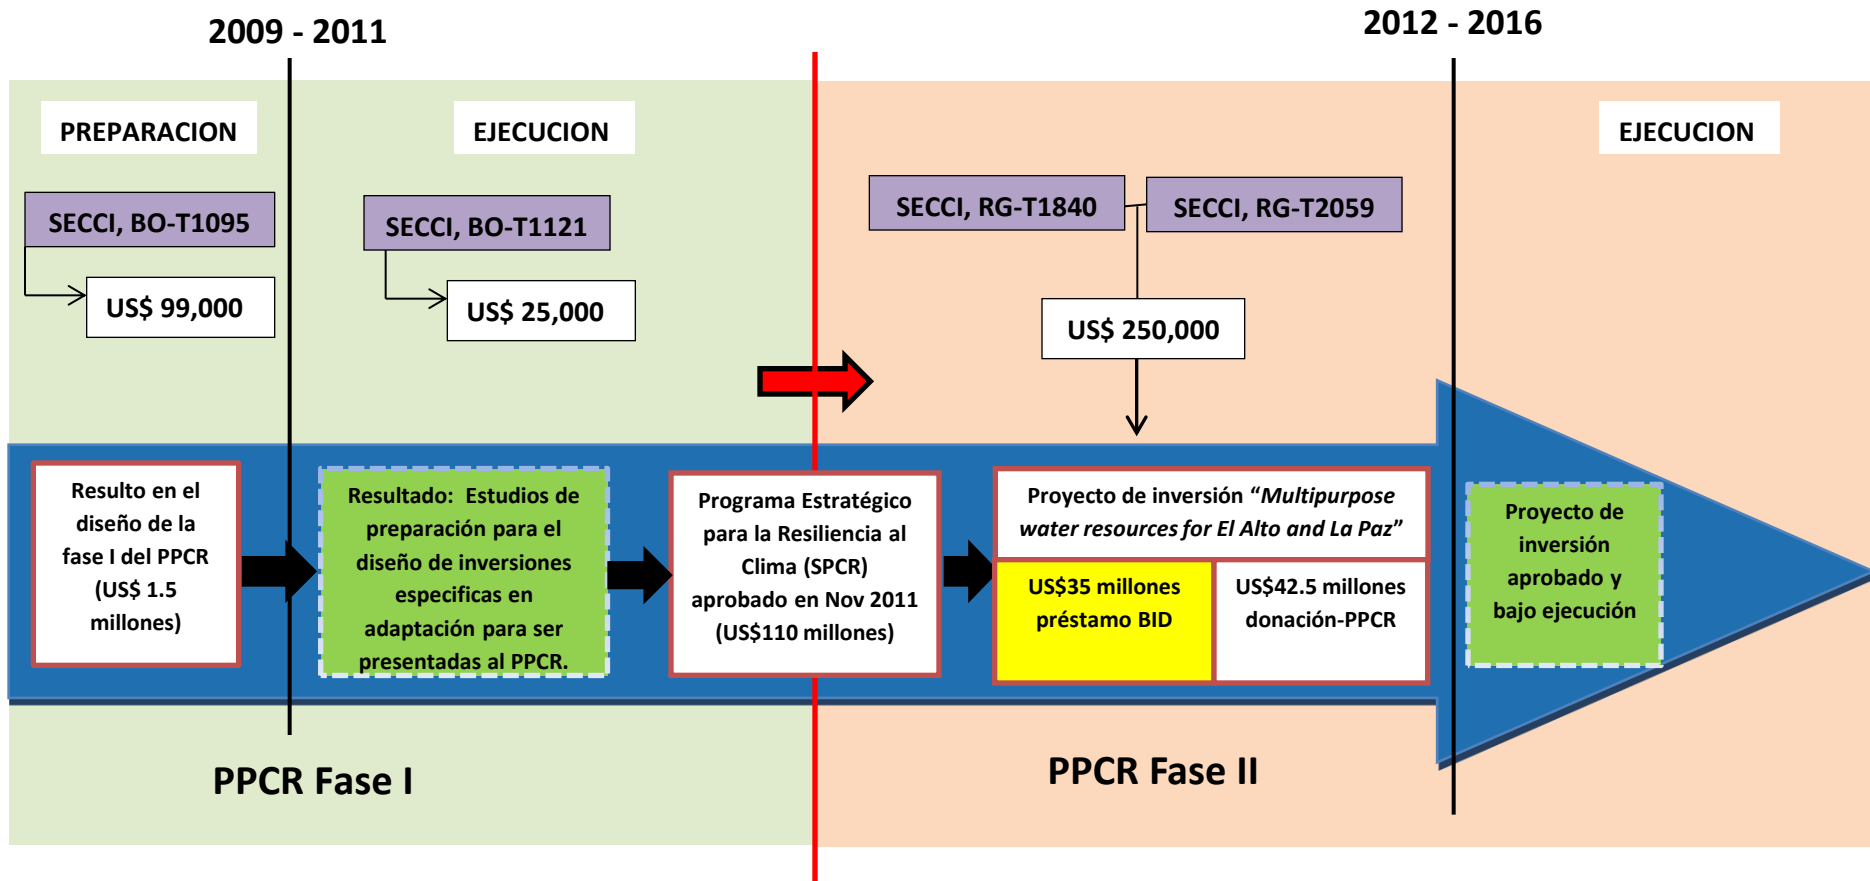 2009 - 2011
2012 - 2016
PREPARACION
EJECUCION
EJECUCION
SECCI, BO-T1095
US$ 99,000
SECCI, BO-T1121
US$ 25,000
SECCI, RG-T1840
SECCI, RG-T2059
US$ 250,000
Resulto en el
diseño de la
fase I del PPCR
(US$ 1.5
millones)
Resultado: Estudios de
preparación para el
diseño de inversiones
especificas en
adaptación para ser
presentadas al PPCR.
Programa Estratégico
para la Resiliencia al
Clima (SPCR)
aprobado en Nov 2011
(US$110 millones)
Proyecto de inversión “Multipurpose
water resources for El Alto and La Paz”
US$35 millones
préstamo BID
US$42.5 millones
donación-PPCR
Proyecto de
inversión
aprobado y
bajo ejecución
PPCR Fase I
PPCR Fase II